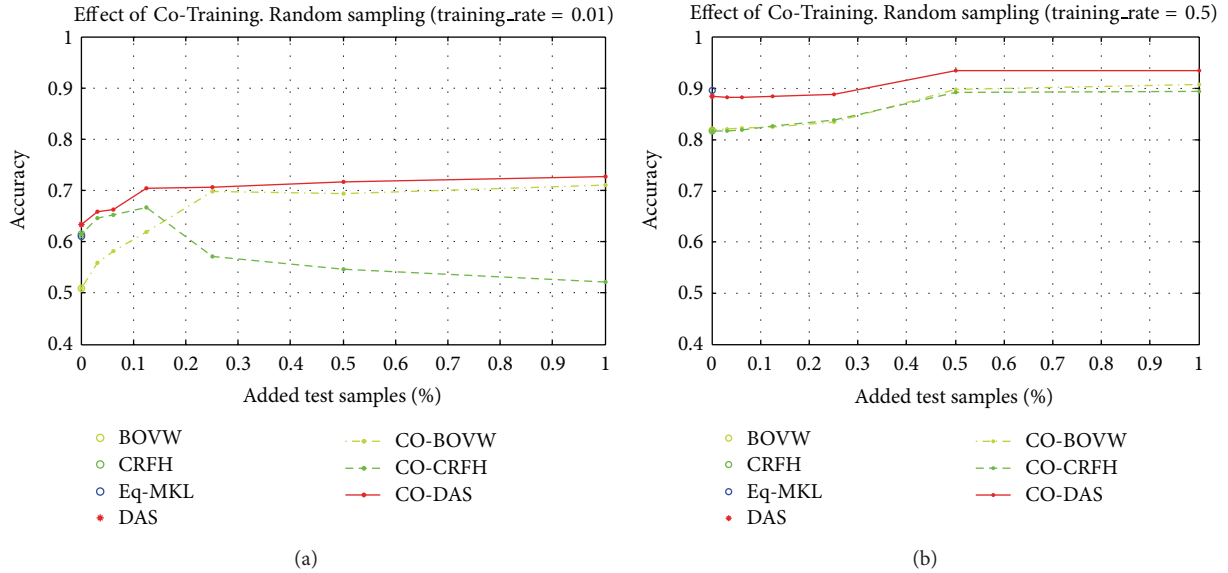 Effect of Co-Training. Random sampling (training_rate = 0.01)
1
0.9
0.8
0.7
0.6
0.5
0.4
Accuracy
0 0.1 0.2 0.3 0.4 0.5 0.6 0.7 0.8 0.9 1
Added test samples (%)
BOVW
CRFH
Eq-MKL
DAS
CO-BOVW
CO-CRFH
CO-DAS
(a)
Effect of Co-Training. Random sampling (training_rate = 0.5)
1
0.9
0.8
0.7
0.6
0.5
0.4
Accuracy
0 0.1 0.2 0.3 0.4 0.5 0.6 0.7 0.8 0.9 1
Added test samples (%)
BOVW
CRFH
Eq-MKL
DAS
CO-BOVW
CO-CRFH
CO-DAS
(b)